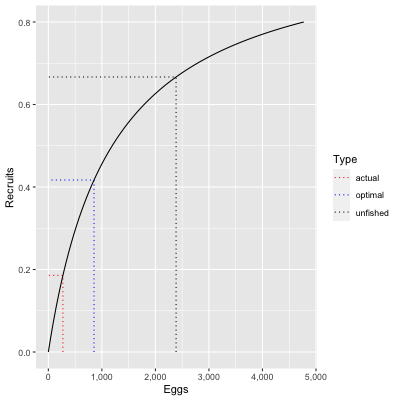 0.8
0.6
0.4
0.2
0.0
Recruits
0
1,000
2,000
3,000
4,000
5,000
Eggs
Type
actual
optimal
unfished